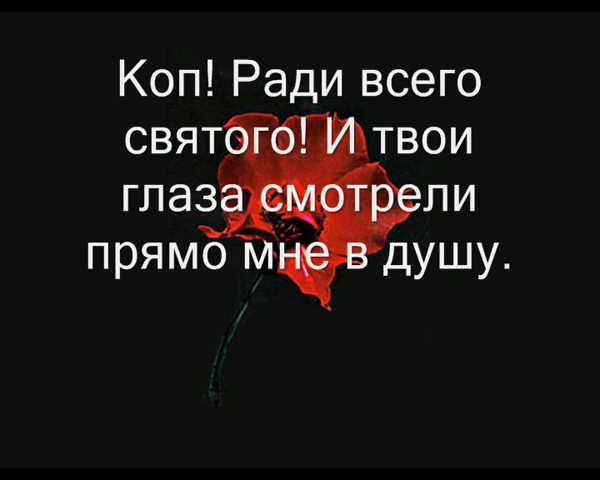 Коп! Ради всего
святого! И твои
глаза смотрели
прямо мне в душу.